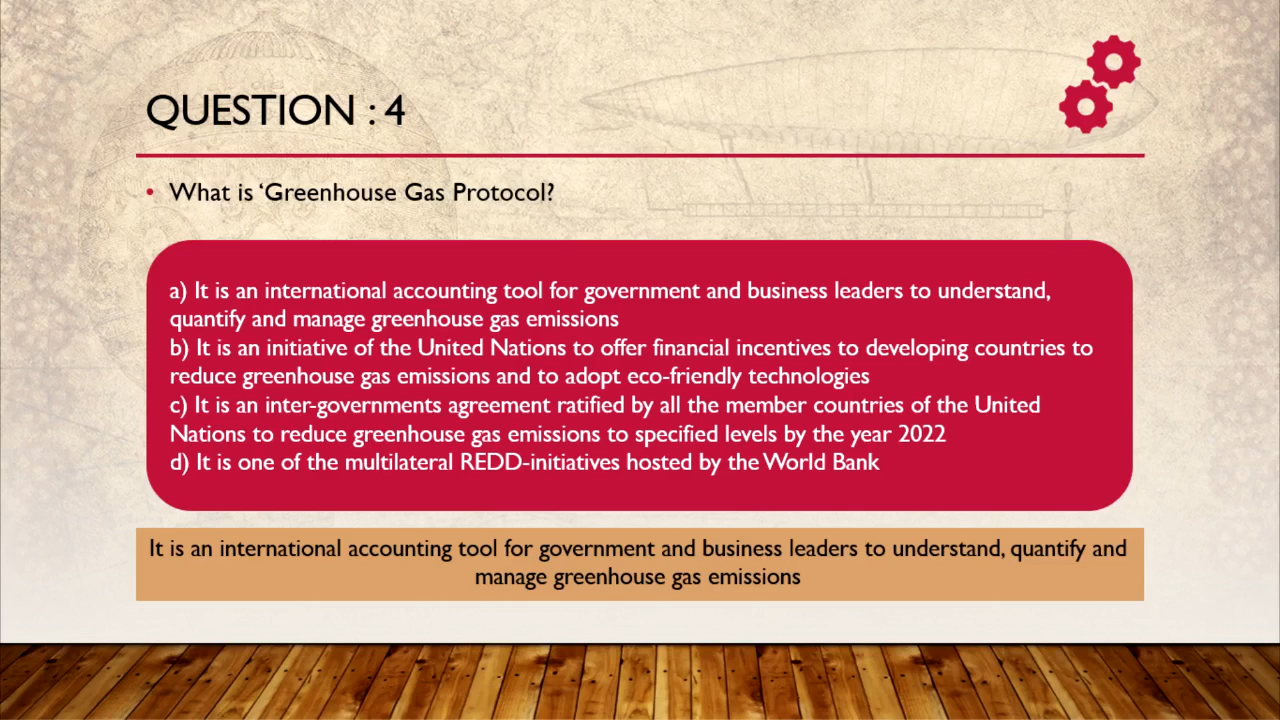 QUESTION : 4
• What is ‘Greenhouse Gas Protocol?
a) It is an international accounting tool for government and business leaders to understand,
quantify and manage greenhouse gas emissions
b) It is an initiative of the United Nations to offer financial incentives to developing countries to
reduce greenhouse gas emissions and to adopt eco-friendly technologies
c) It is an inter-governments agreement ratified by all the member countries of the United
Nations to reduce greenhouse gas emissions to specified levels by the year 2022
d) It is one of the multilateral REDD-initiatives hosted by the World Bank
It is an international accounting tool for government and business leaders to understand, quantify and
manage greenhouse gas emissions